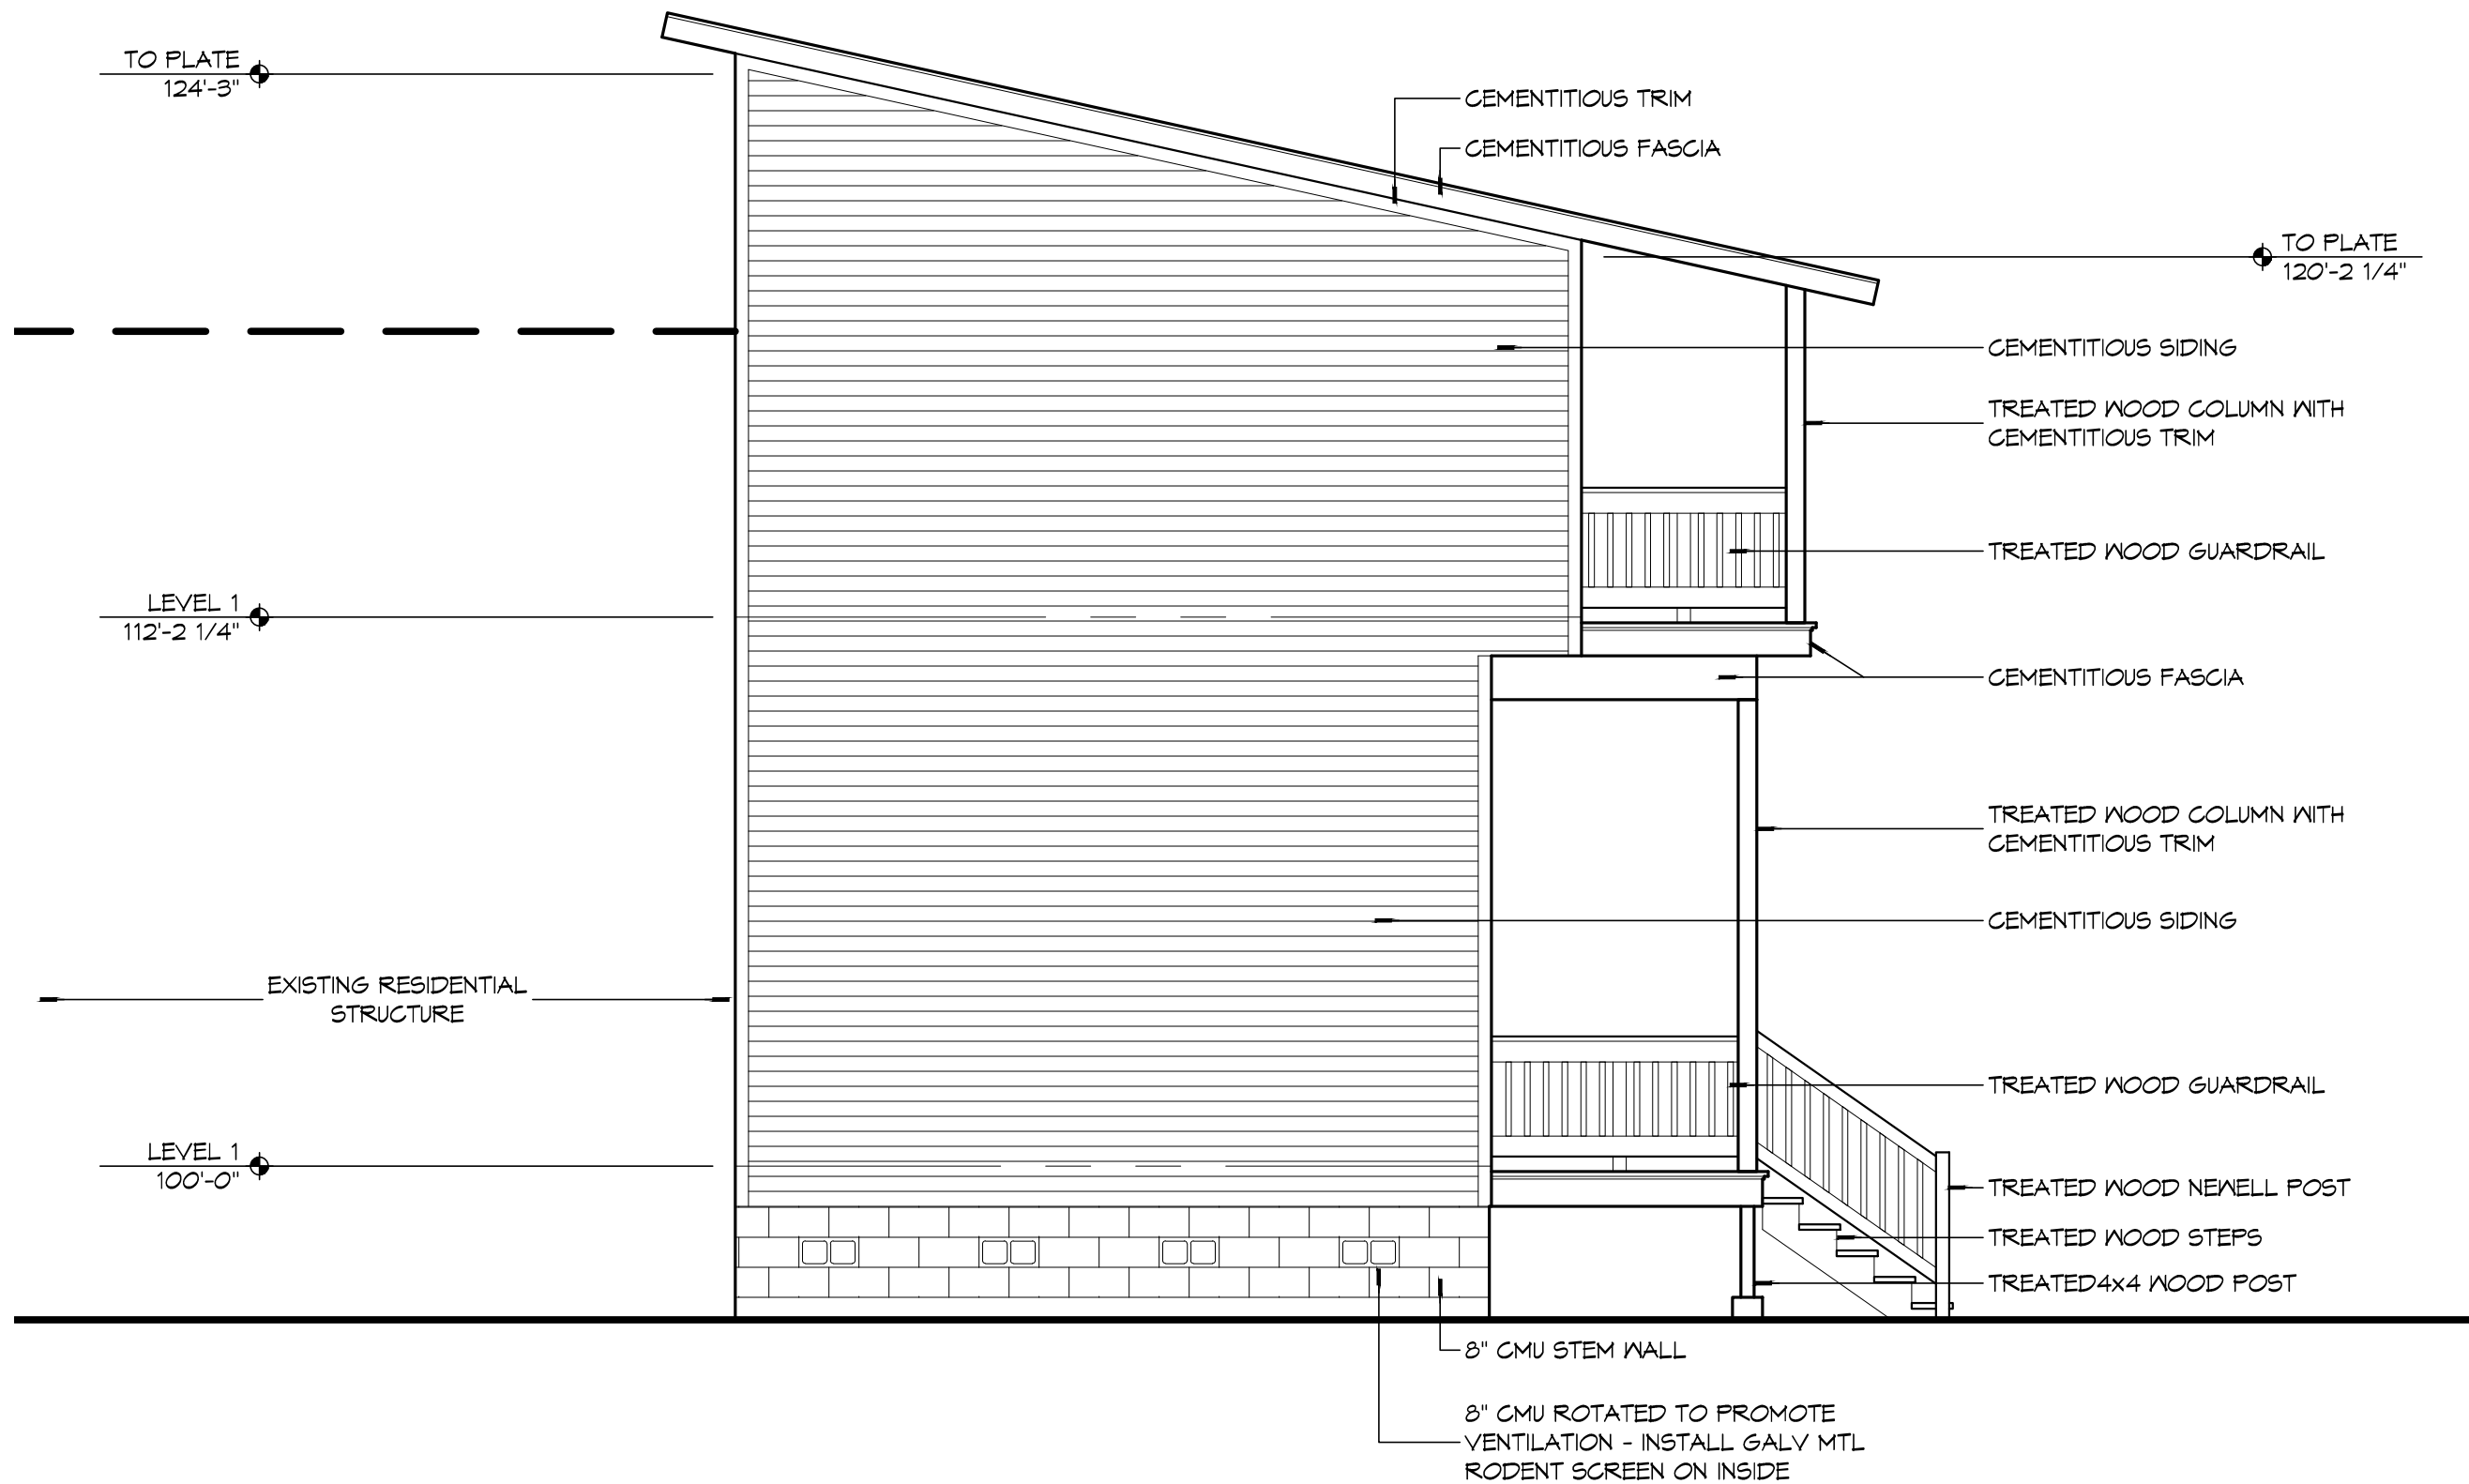 TO PLATE
124'-3"
CEMENTITIOUS TRIM
CEMENTITIOUS FASCIA
TO PLATE
120'-2 1/4"
CEMENTITIOUS SIDING
TREATED WOOD COLUMN WITH
CEMENTITIOUS TRIM
TREATED WOOD GUARDRAIL
LEVEL 1
112'-2 1/4"
CEMENTITIOUS FASCIA
TREATED WOOD COLUMN WITH
CEMENTITIOUS TRIM
CEMENTITIOUS SIDING
EXISTING RESIDENTIAL
STRUCTURE
TREATED WOOD GUARDRAIL
LEVEL 1
100'-0"
TREATED WOOD NEWELL POST
TREATED WOOD STEPS
TREATED4x4 WOOD POST
8" CMU STEM WALL
8" CMU ROTATED TO PROMOTE
VENTILATION - INSTALL GALV MTL
RODENT SCREEN ON INSIDE